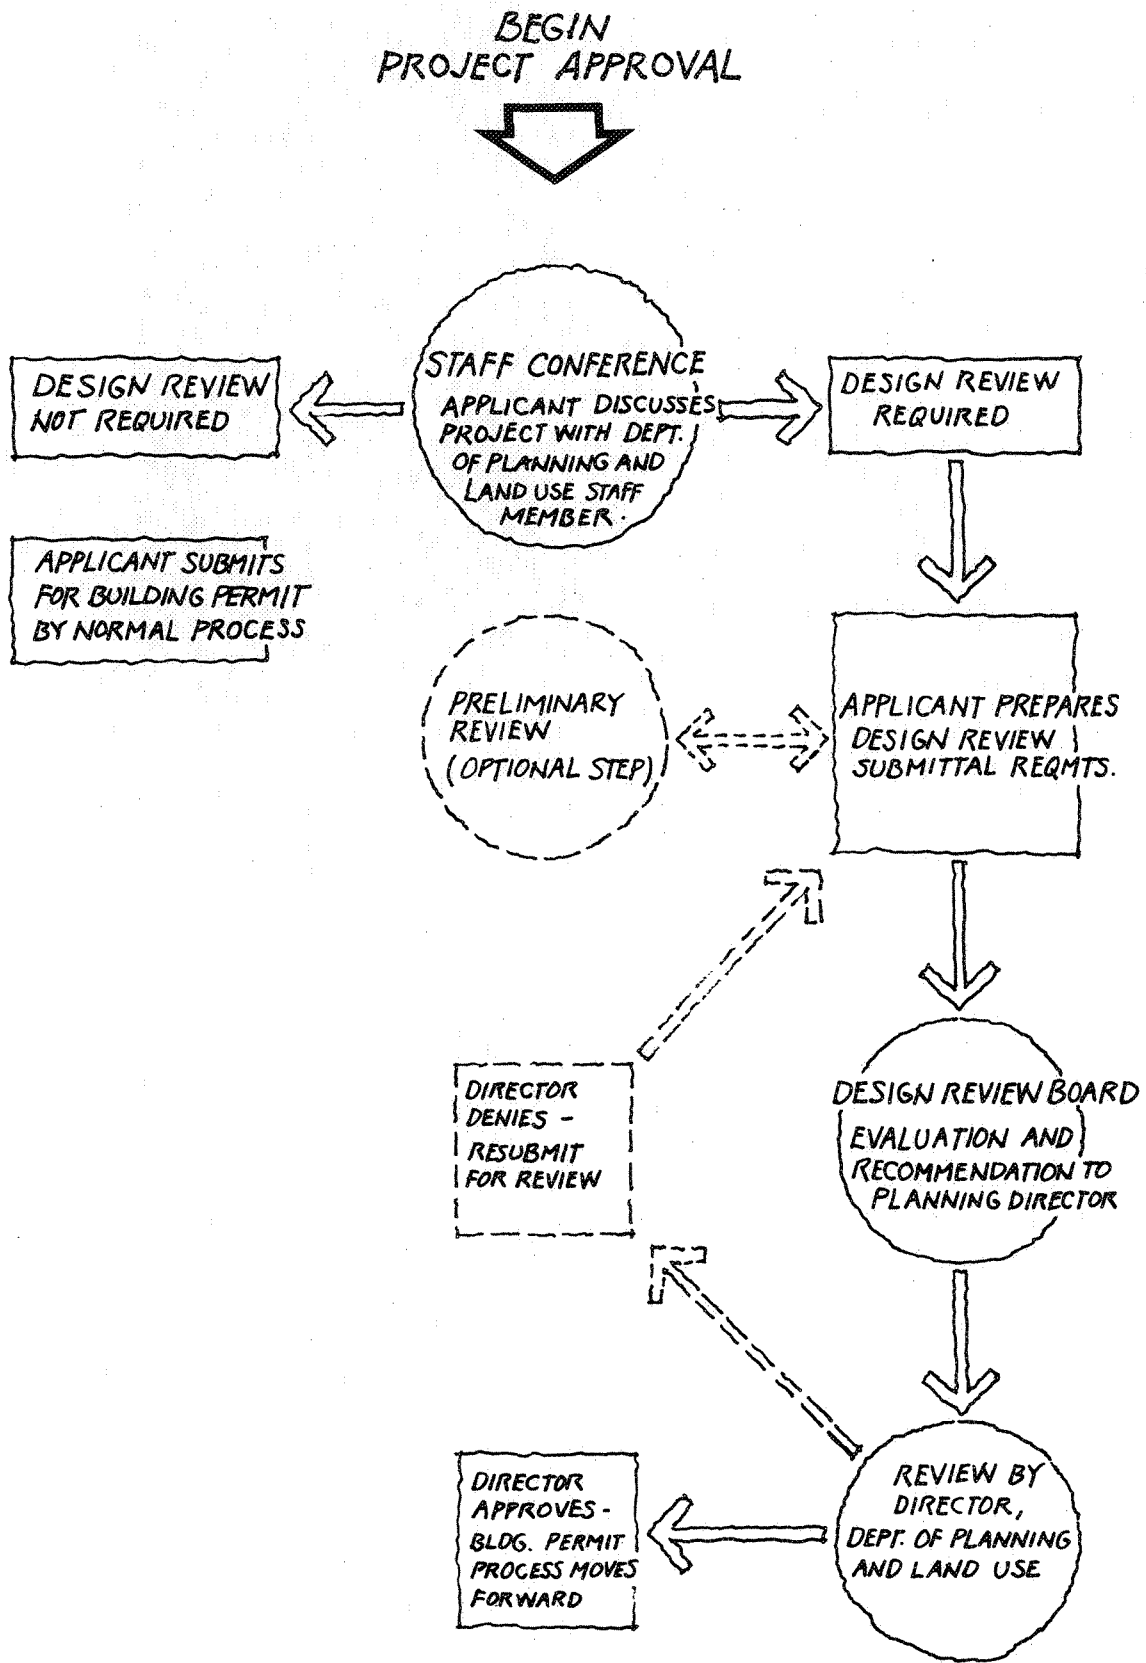 BEGIN
PROJECT APPROVAL
DESIGN REVIEW
NOT REQUIRED
STAFF CONFERENCE
APPLICANT DISCUSSES
PROJECT WITH DEPT.
OF PLANNING AND
LAND USE STAFF
MEMBER.
DESIGN REVIEW
REQUIRED
APPLICANT SUBMITS
FOR BUILDING PERMIT
BY NORMAL PROCESS
PRELIMINARY
REVIEW
(OPTIONAL STEP)
APPLICANT PREPARES
DESIGN REVIEW
SUBMITTAL REQMTS.
DIRECTOR
DENIES -
RESUBMIT
FOR REVIEW
DESIGN REVIEW BOARD
EVALUATION AND
RECOMMENDATION TO
PLANNING DIRECTOR
DIRECTOR
APPROVES -
BLDG. PERMIT
PROCESS MOVES
FORWARD
REVIEW BY
DIRECTOR,
DEPT. OF PLANNING
AND LAND USE